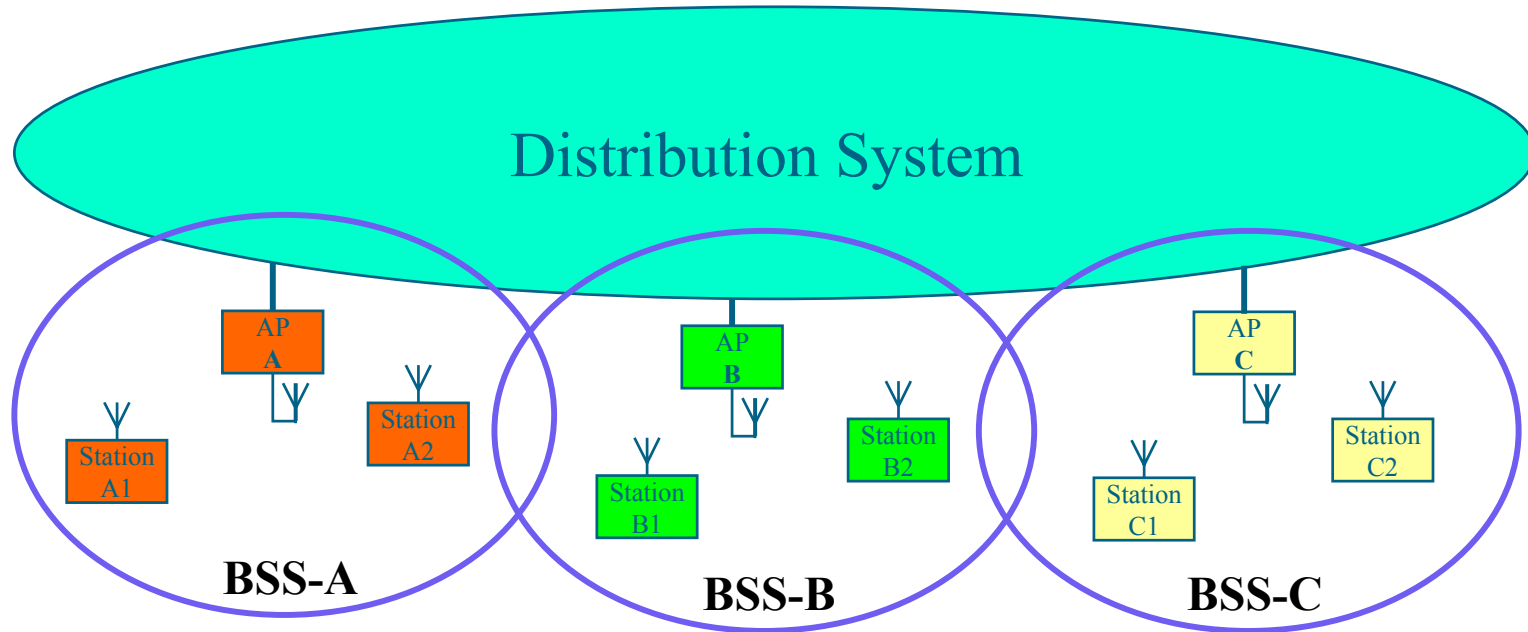 Distribution System
AP
A
Station
A1
Station
A2
BSS-A
AP
B
Station
B1
Station
B2
BSS-B
AP
C
Station
C1
Station
C2
BSS-C